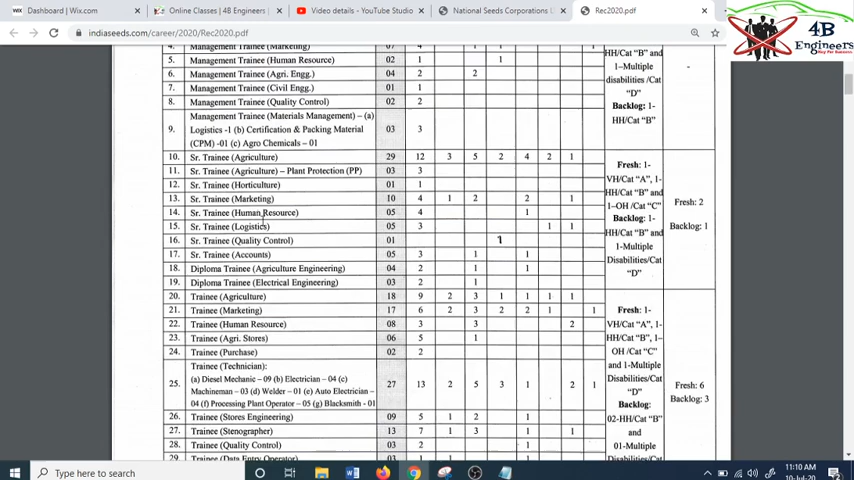 Dashboard | Wix.com
Online Classes | 4B Engineers |
Video details - YouTube Studio
National Seeds Corporations L
Rec2020.pdf
indiaseeds.com/career/2020/Rec2020.pdf
4B
Engineers
4. Management Trainee (Marketing) 07 4 1 1 1
5. Management Trainee (Human Resource) 02 1 1
6. Management Trainee (Agri. Engg.) 04 2 2
7. Management Trainee (Civil Engg.) 01 1
8. Management Trainee (Quality Control) 02 2
9. Management Trainee (Materials Management) – (a)
Logistics -1 (b) Certification & Packing Material
(CPM) -01 (c) Agro Chemicals – 01 03 3
HH/Cat "B" and
1–Multiple
disabilities /Cat
"D"
Backlog: 1-
HH/Cat "B"
-
10. Sr. Trainee (Agriculture) 29 12 3 5 2 4 2 1
11. Sr. Trainee (Agriculture) – Plant Protection (PP) 03 3
12. Sr. Trainee (Horticulture) 01 1
13. Sr. Trainee (Marketing) 10 4 1 2 2 1
14. Sr. Trainee (Human Resource) 05 4 1
15. Sr. Trainee (Logistics) 05 3 1 1
16. Sr. Trainee (Quality Control) 01 1
17. Sr. Trainee (Accounts) 05 3 1 1
18. Diploma Trainee (Agriculture Engineering) 04 2 1 1
19. Diploma Trainee (Electrical Engineering) 03 2 1
Fresh: 1-
VH/Cat "A", 1-
HH/Cat "B" and
1–OH /Cat "C"
Backlog: 1-
HH/Cat "B" and
1-Multiple
Disabilities/Cat
"D"
Fresh: 2
Backlog: 1
20. Trainee (Agriculture) 18 9 2 3 1 1 1 1
21. Trainee (Marketing) 17 6 2 3 2 2 1 1
22. Trainee (Human Resource) 08 3 3 2
23. Trainee (Agri. Stores) 06 5 1
24. Trainee (Purchase) 02 2
25. Trainee (Technician):
(a) Diesel Mechanic – 09 (b) Electrician – 04 (c)
Machineman – 03 (d) Welder – 01 (e) Auto Electrician –
04 (f) Processing Plant Operator – 05 (g) Blacksmith - 01 27 13 2 5 3 1 2 1
26. Trainee (Stores Engineering) 09 5 1 2 1
27. Trainee (Stenographer) 13 7 1 3 1 1
28. Trainee (Quality Control) 03 2 1
29. Trainee (Data Entry Operator) 03 1 1
Fresh: 1-
VH/Cat "A", 1-
HH/Cat "B", 1–
OH /Cat "C"
and 1-Multiple
Disabilities/Cat
"D"
Backlog:
02-HH/Cat "B"
and
01-Multiple
Disabilities/Cat
Fresh: 6
Backlog: 3
Type here to search
11:10 AM
10-Jul-20